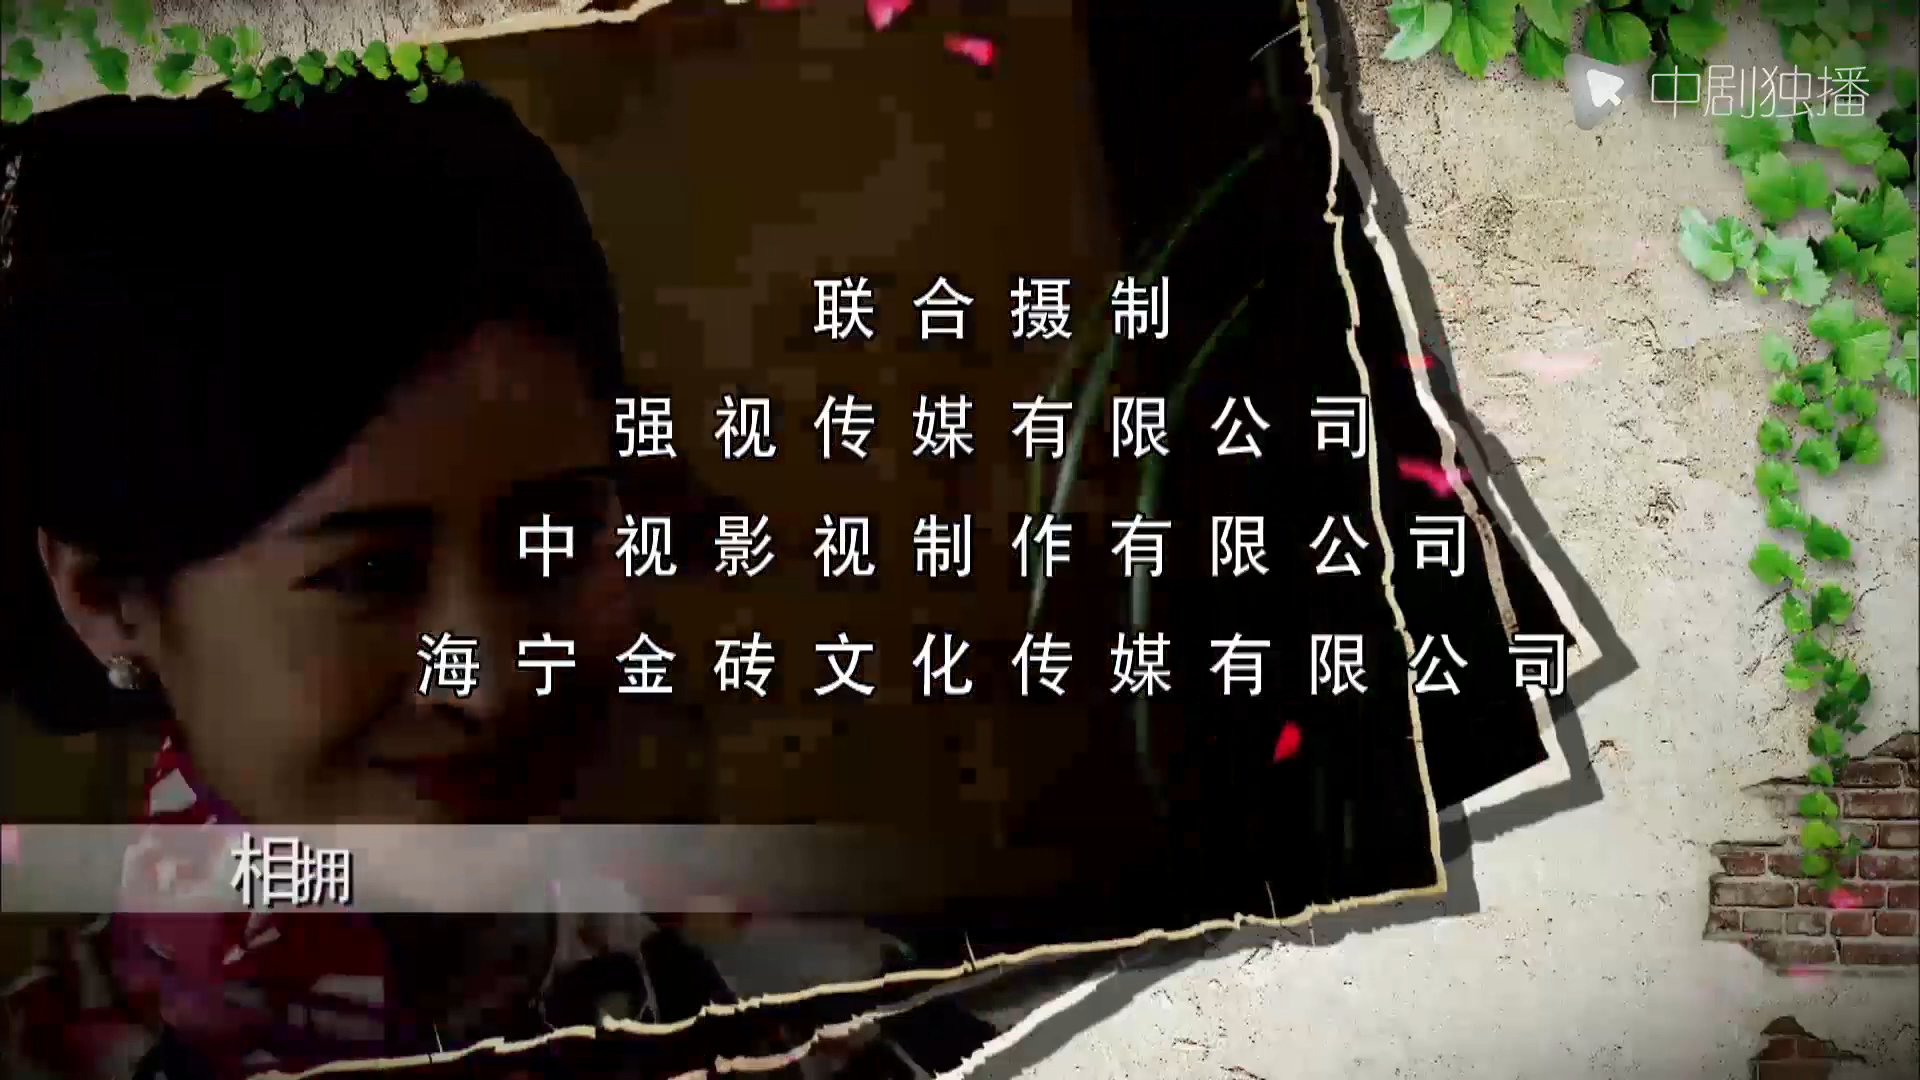 中剧独播
联合摄制
强视传媒有限公司
中视影视制作有限公司
海宁金砖文化传媒有限公司
相拥